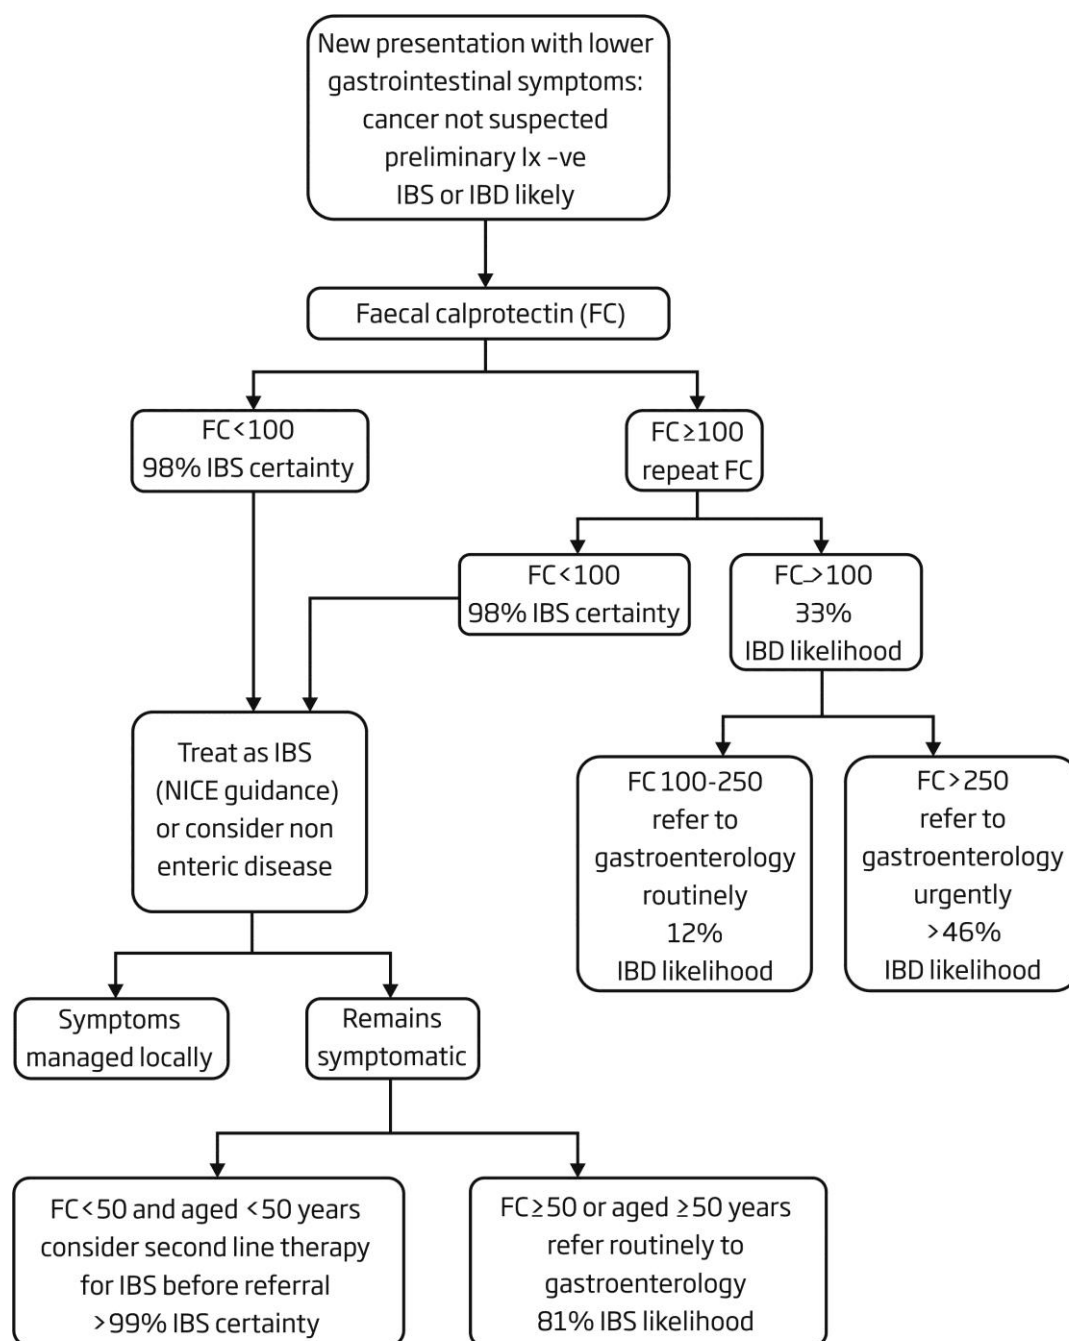 New presentation with lower
gastrointestinal symptoms:
cancer not suspected
preliminary Ix -ve
IBS or IBD likely
Faecal calprotectin (FC)
FC<100
98% IBS certainty
FC≥100
repeat FC
FC<100
98% IBS certainty
FC->100
33%
IBD likelihood
Treat as IBS
(NICE guidance)
or consider non
enteric disease
FC 100-250
refer to
gastroenterology
routinely
12%
IBD likelihood
FC>250
refer to
gastroenterology
urgently
>46%
IBD likelihood
Symptoms
managed locally
Remains
symptomatic
FC<50 and aged <50 years
consider second line therapy
for IBS before referral
>99% IBS certainty
FC≥50 or aged ≥50 years
refer routinely to
gastroenterology
81% IBS likelihood